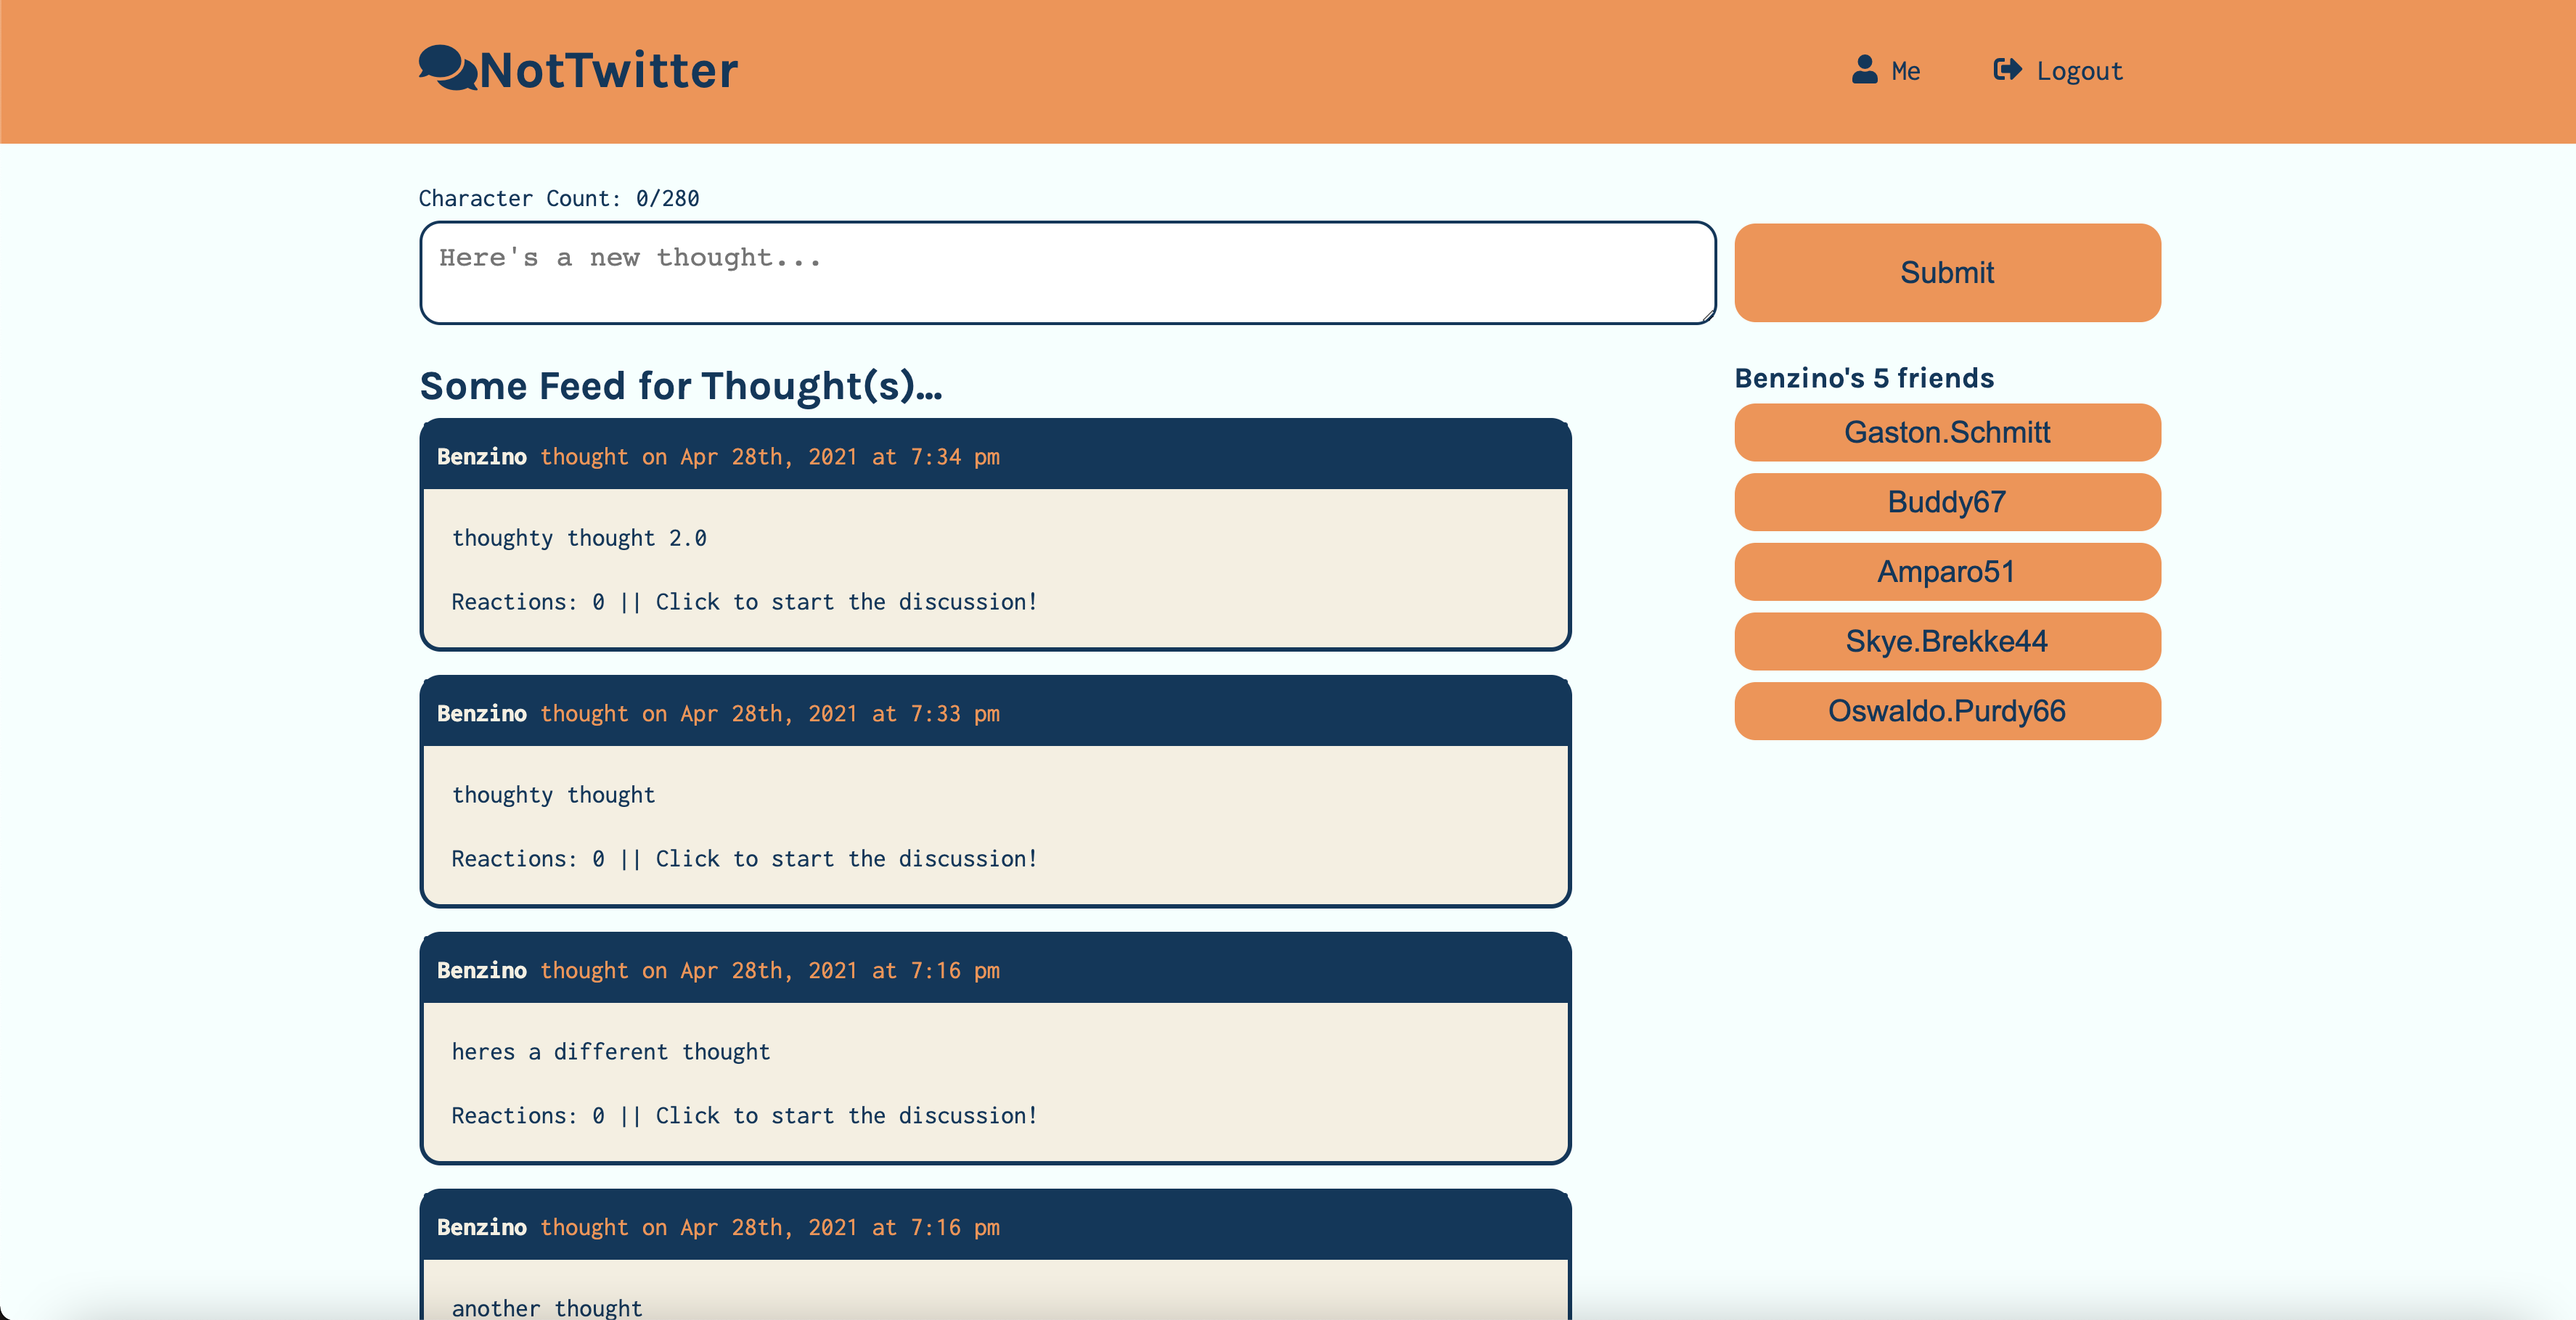 NotTwitter
Me
Logout
Character Count: 0/280
Here's a new thought...
Submit
Some Feed for Thought(s)...
Benzino thought on Apr 28th, 2021 at 7:34 pm
thoughty thought 2.0
Reactions: 0 || Click to start the discussion!
Benzino thought on Apr 28th, 2021 at 7:33 pm
thoughty thought
Reactions: 0 || Click to start the discussion!
Benzino thought on Apr 28th, 2021 at 7:16 pm
heres a different thought
Reactions: 0 || Click to start the discussion!
Benzino thought on Apr 28th, 2021 at 7:16 pm
another thought
Benzino's 5 friends
Gaston.Schmitt
Buddy67
Amparo51
Skye.Brekke44
Oswaldo.Purdy66